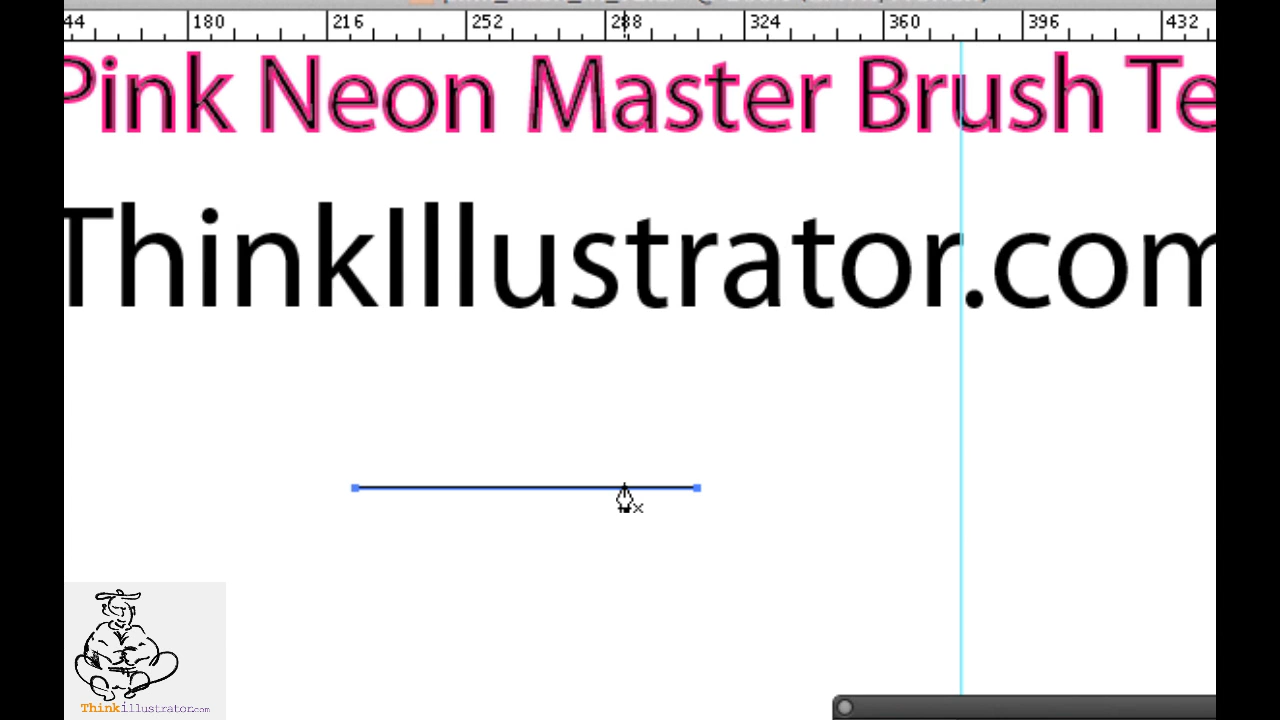 44 180 216 252 288 324 360 396 432
Pink Neon Master Brush Te
ThinkIllustrator.com
Thinkillustrator.com